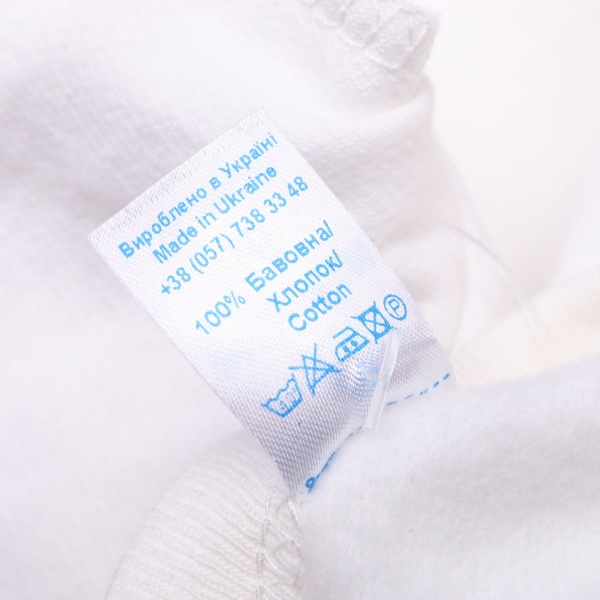 Вироблено в Україні
Made in Ukraine
+38 (057) 738 33 48
100% Бавовна/
Хлопок/
Cotton
P